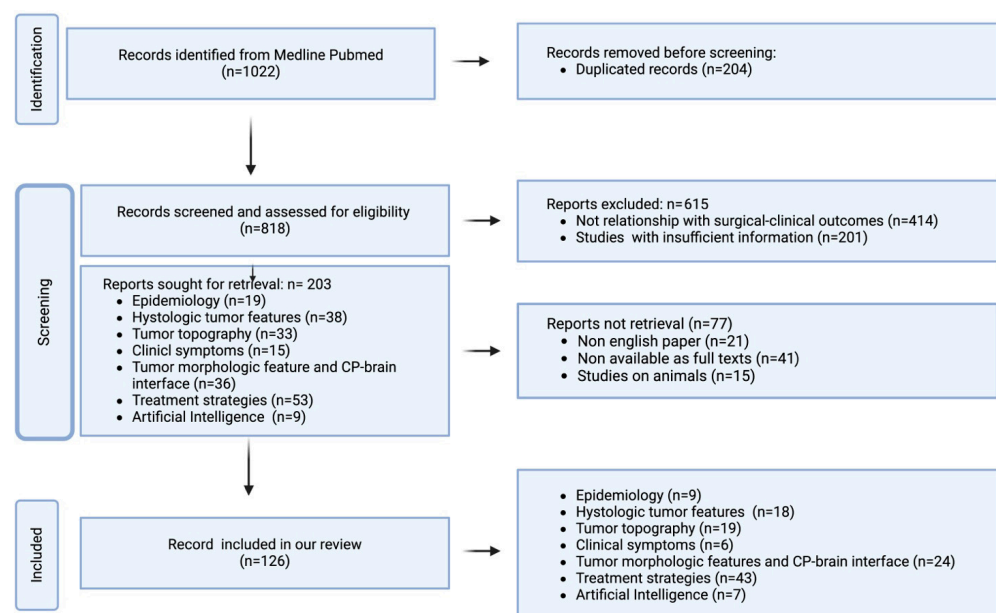 Identification
Records identified from Medline Pubmed
(n=1022)
Records removed before screening:
• Duplicated records (n=204)
Screening
Records screened and assessed for eligibility
(n=818)
Reports excluded: n=615
• Not relationship with surgical-clinical outcomes (n=414)
• Studies with insufficient information (n=201)
Reports sought for retrieval: n= 203
• Epidemiology (n=19)
• Hystologic tumor features (n=38)
• Tumor topography (n=33)
• Clinicl symptoms (n=15)
• Tumor morphologic feature and CP-brain
interface (n=36)
• Treatment strategies (n=53)
• Artificial Intelligence (n=9)
Reports not retrieval (n=77)
• Non english paper (n=21)
• Non available as full texts (n=41)
• Studies on animals (n=15)
Included
Record included in our review
(n=126)
• Epidemiology (n=9)
• Hystologic tumor features (n=18)
• Tumor topography (n=19)
• Clinical symptoms (n=6)
• Tumor morphologic features and CP-brain interface (n=24)
• Treatment strategies (n=43)
• Artificial Intelligence (n=7)